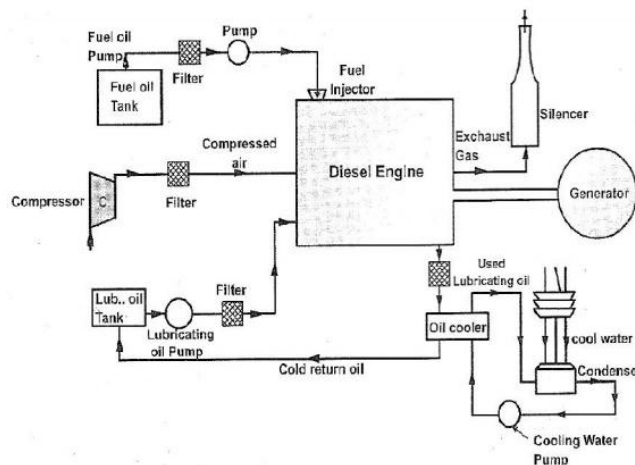 Fuel oil
Pump
Pump
Filter
Fuel oil
Tank
Fuel
Injector
Silencer
Exchaust
Gas
Compressed
air
Diesel Engine
Generator
Compressor
C
Filter
Filter
Used
Lubricating oil
Lub.. oil
Tank
Lubricating
oil Pump
Oil cooler
cool water
Condense
Cold return oil
Cooling Water
Pump